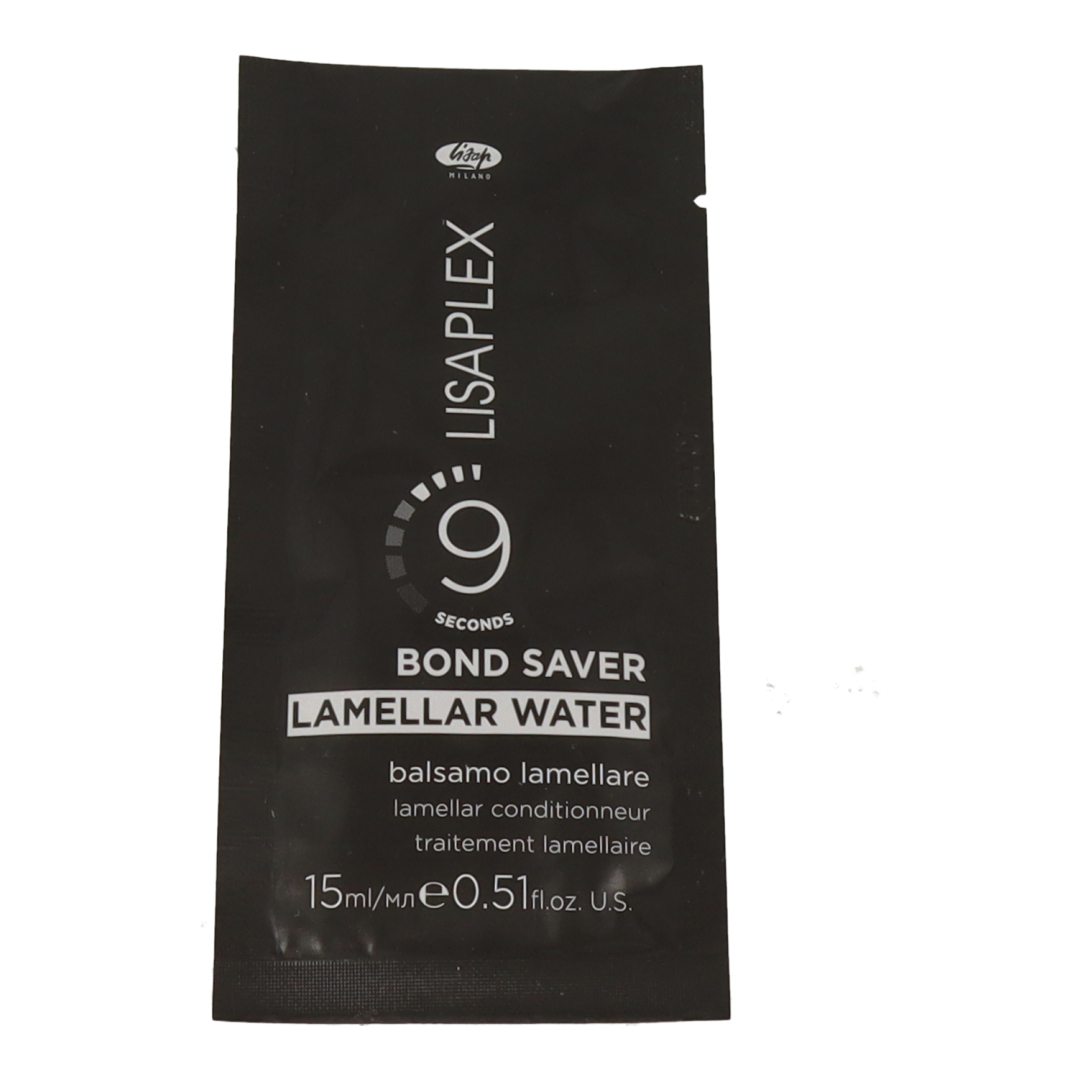 lisap
MILANO
LISAPLEX
9
SECONDS
BOND SAVER
LAMELLAR WATER
balsamo lamellare
lamellar conditionneur
traitement lamellaire
15ml/мл℮0.51fl.oz. U.S.